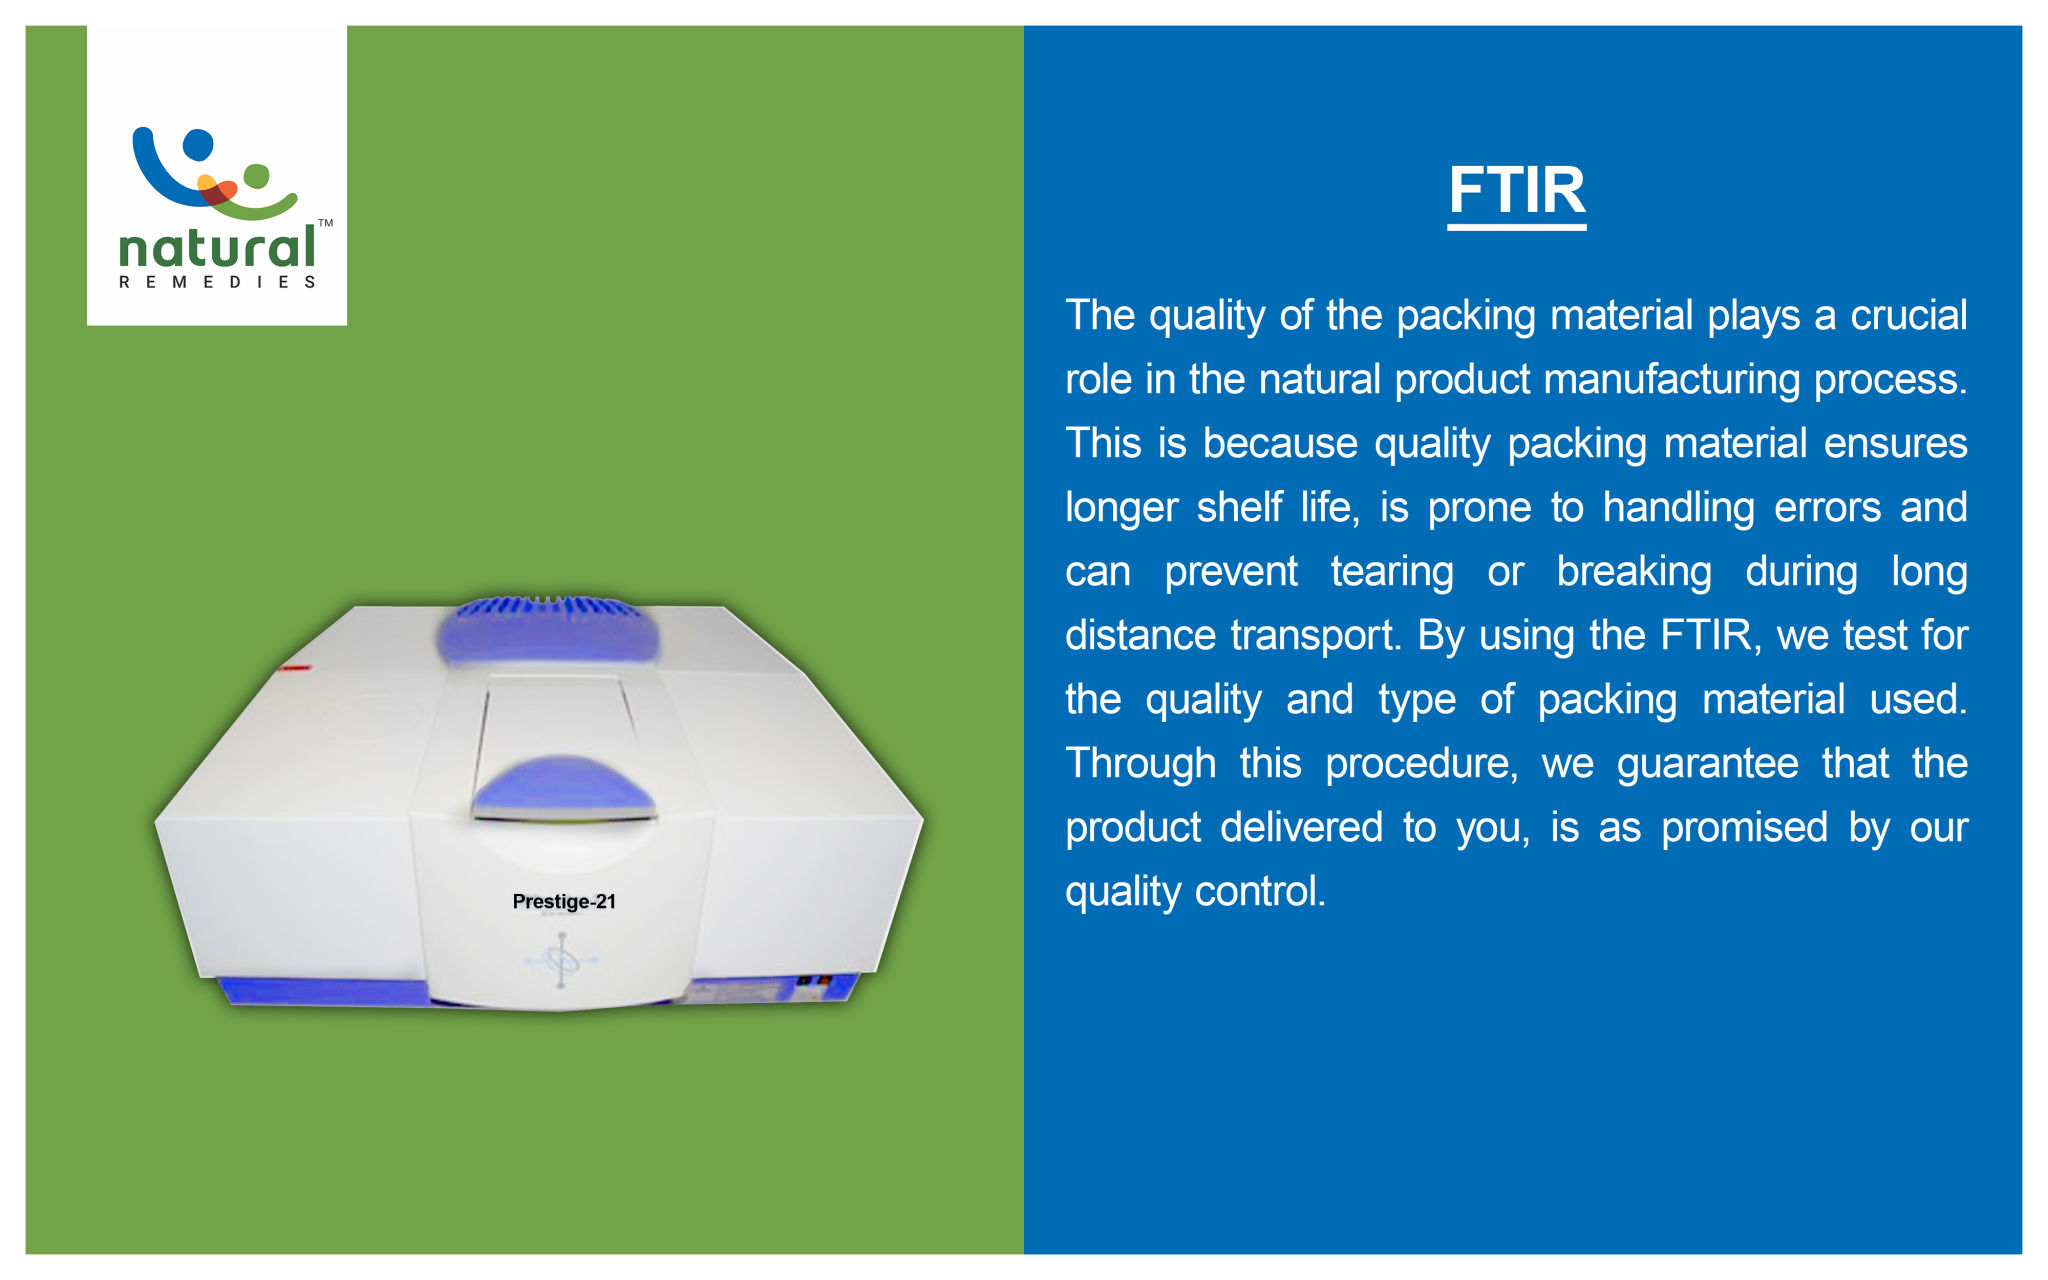 natural™
REMEDIES
Prestige-21
FTIR
The quality of the packing material plays a crucial
role in the natural product manufacturing process.
This is because quality packing material ensures
longer shelf life, is prone to handling errors and
can prevent tearing or breaking during long
distance transport. By using the FTIR, we test for
the quality and type of packing material used.
Through this procedure, we guarantee that the
product delivered to you, is as promised by our
quality control.